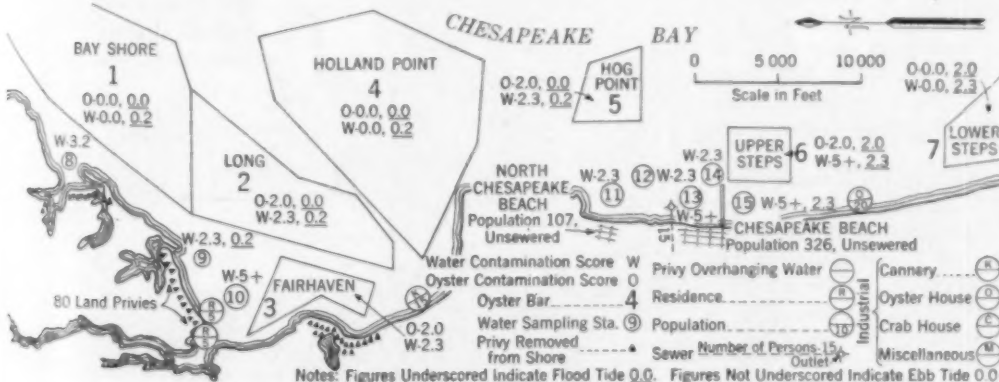 CHESAPEAKE BAY
BAY SHORE
1
O-0.0, 0.0
W-0.0, 0.2
HOLLAND POINT
4
O-0.0, 0.0
W-0.0, 0.2
O-2.0, 0.0
W-2.3, 0.2
HOG
POINT
5
0 5 000 10 000
Scale in Feet
O-0.0, 2.0
W-0.0, 2.3
7 LOWER
STEPS
W-3.2
8
LONG
2
O-2.0, 0.0
W-2.3, 0.2
UPPER
STEPS
6
O-2.0, 2.0
W-5+, 2.3
NORTH
CHESAPEAKE
BEACH
Population 107,
Unsewered
W-2.3
11
12
W-2.3
13
W-5+
W-2.3
14
15
15 W-5+, 2.3
CHESAPEAKE BEACH
Population 326, Unsewered
W-2.3, 0.2
9
W-5+
10
80 Land Privies
R
5
R
3 FAIRHAVEN
O-2.0
W-2.3
Water Contamination Score W
Oyster Contamination Score O
Oyster Bar 4
Water Sampling Sta. 9
Privy Removed
from Shore
Privy Overhanging Water
Residence R
Population 10
Sewer Number of Persons-15
Outlet
Industrial
Cannery K
Oyster House O
Crab House C
Miscellaneous M
Notes: Figures Underscored Indicate Flood Tide 0.0. Figures Not Underscored Indicate Ebb Tide 0.0